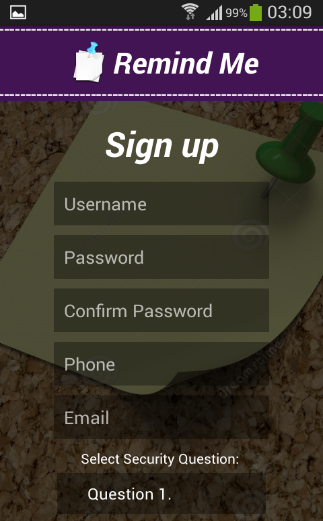 99% 03:09
Remind Me
Sign up
Username
Password
Confirm Password
Phone
Email
Select Security Question:
Question 1.